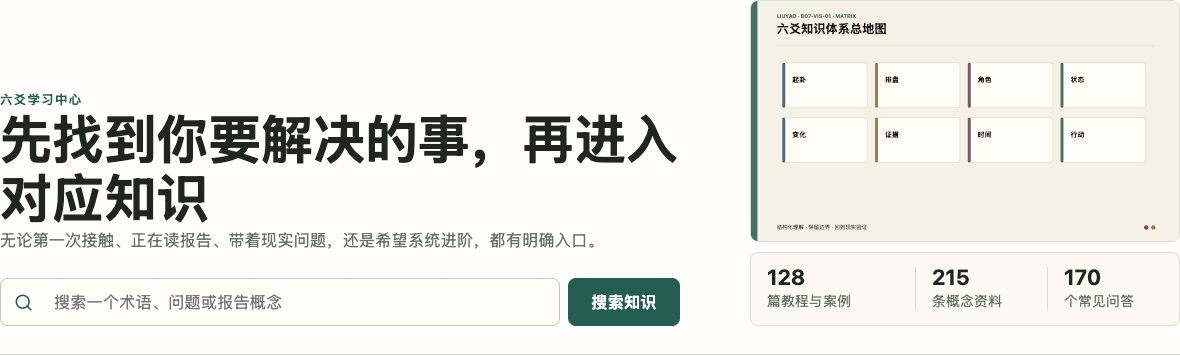 六爻学习中心
先找到你要解决的事，再进入
对应知识
无论第一次接触、正在读报告、带着现实问题，还是希望系统进阶，都有明确入口。
搜索一个术语、问题或报告概念
搜索知识
LIUYAO · B07-VIS-01 · MATRIX
六爻知识体系总地图
起卦
排盘
角色
状态
变化
证据
时间
行动
结构化理解 · 保留边界 · 回到现实验证
128
篇教程与案例
215
条概念资料
170
个常见问答